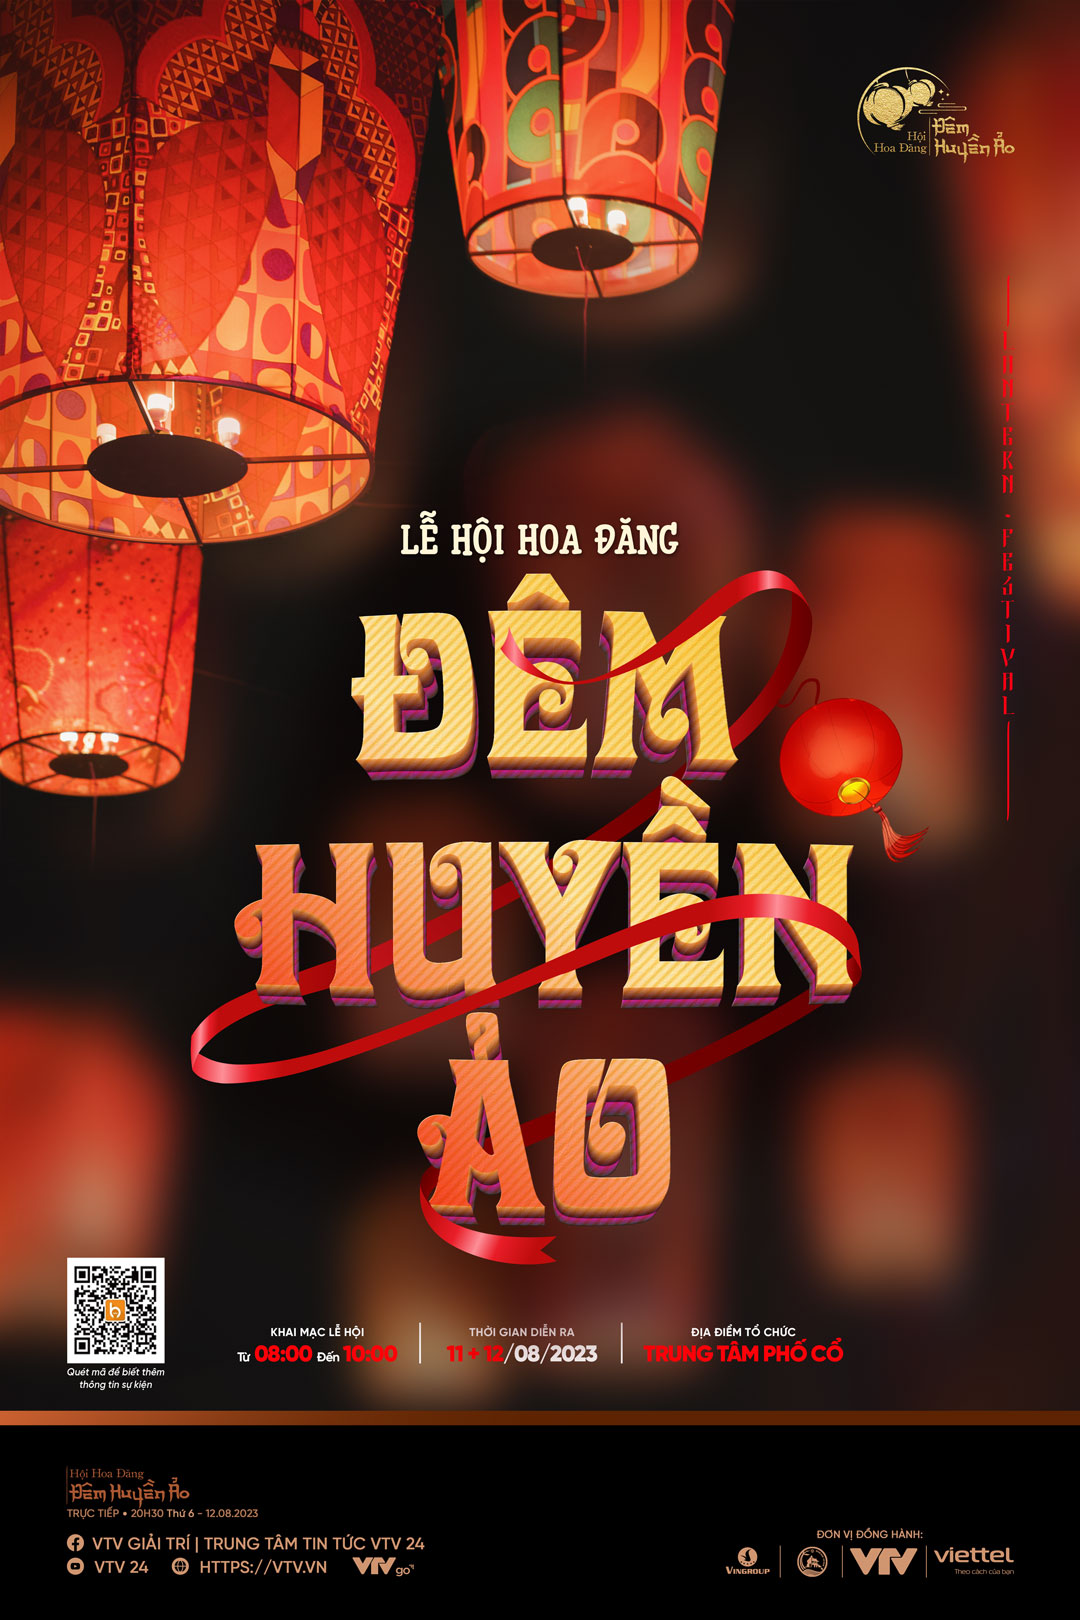 Hội
Hoa Đăng
Đêm
Huyền Ảo
LANTERN · FESTIVAL
LỄ HỘI HOA ĐĂNG
ĐÊM
HUYỀN
ẢO
Quét mã để biết thêm
thông tin sự kiện
KHAI MẠC LỄ HỘI
Từ 08:00 Đến 10:00
THỜI GIAN DIỄN RA
11 + 12/08/2023
ĐỊA ĐIỂM TỔ CHỨC
TRUNG TÂM PHỐ CỔ
Hội Hoa Đăng
Đêm Huyền Ảo
TRỰC TIẾP • 20H30 Thứ 6 - 12.08.2023
VTV GIẢI TRÍ | TRUNG TÂM TIN TỨC VTV 24
VTV 24 HTTPS://VTV.VN VTV go
ĐƠN VỊ ĐỒNG HÀNH:
VINGROUP
VTV
viettel
Theo cách của bạn